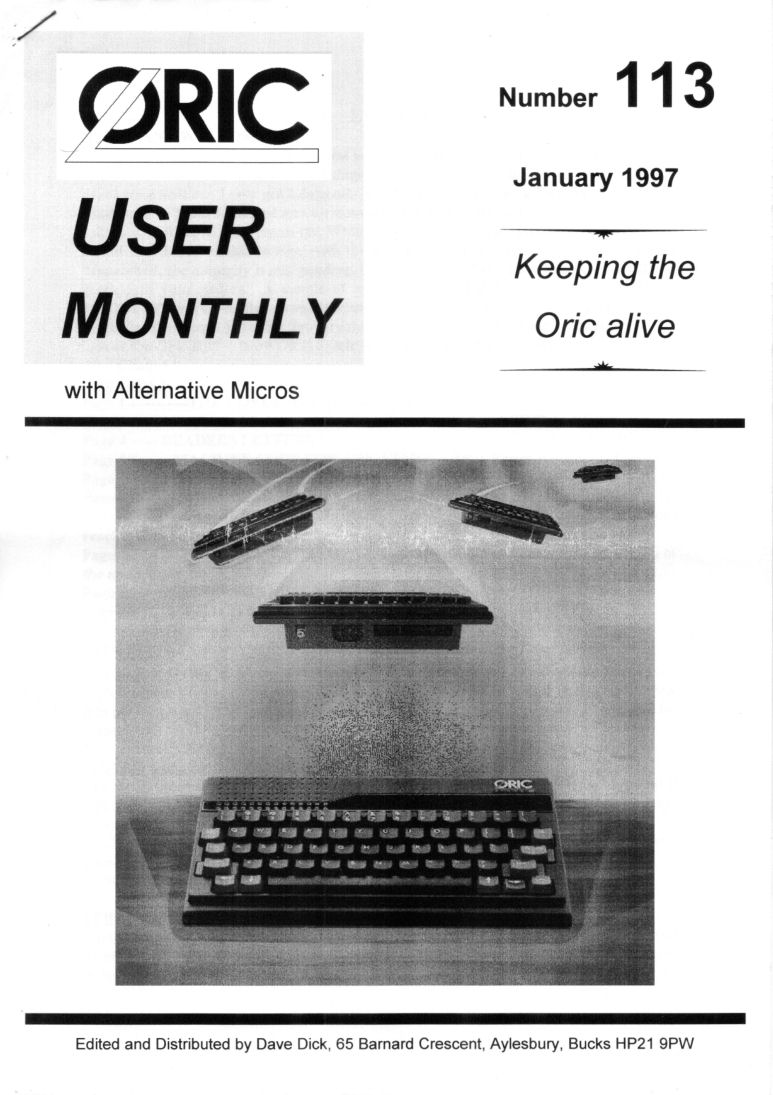 ORIC
USER
MONTHLY
with Alternative Micros
Number 113
January 1997
Keeping the
Oric alive
ORIC
Edited and Distributed by Dave Dick, 65 Barnard Crescent, Aylesbury, Bucks HP21 9PW